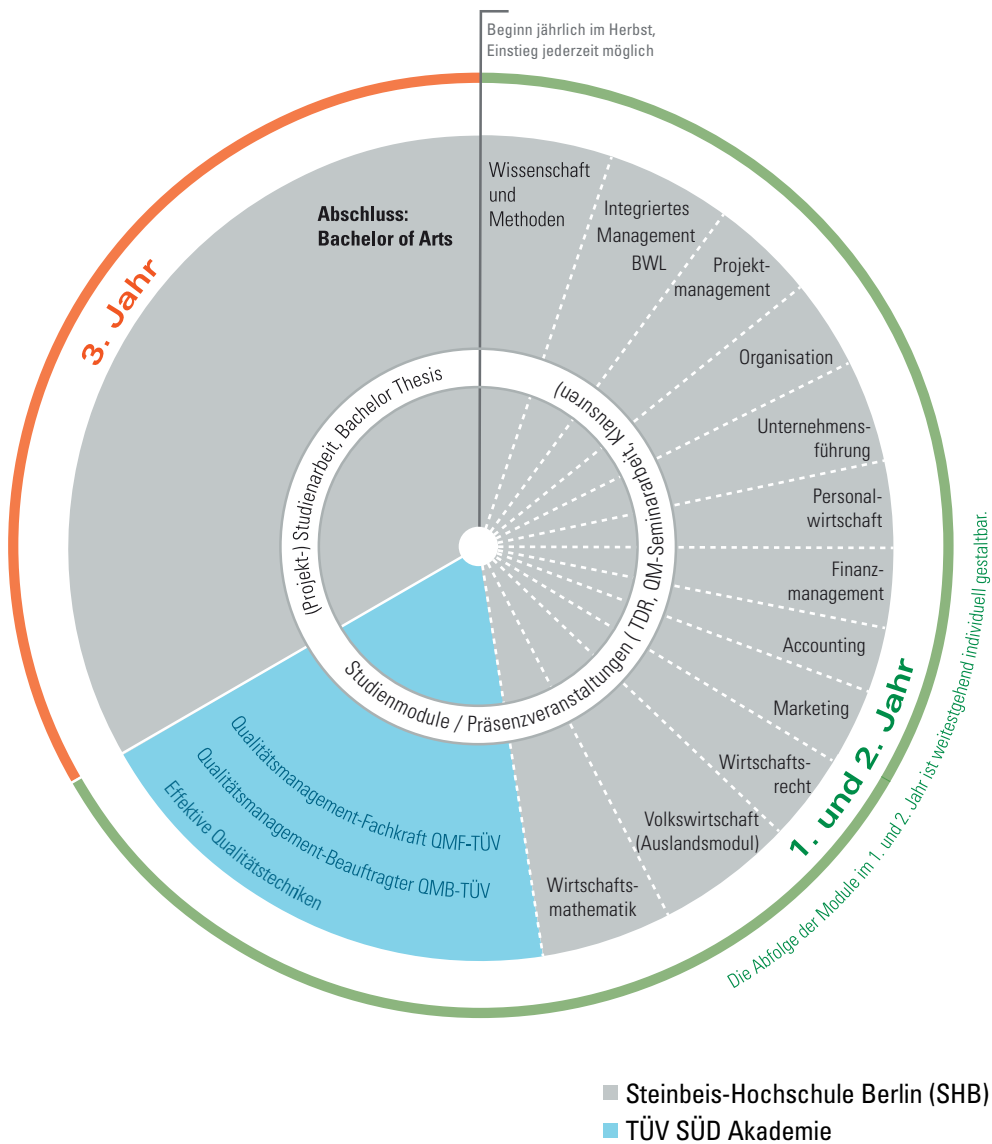 Beginn jährlich im Herbst,
Einstieg jederzeit möglich
Wissenschaft
und
Methoden
Integriertes
Management
BWL
Projekt-
management
Organisation
Unternehmens-
führung
Personal-
wirtschaft
Finanz-
management
Accounting
Marketing
Wirtschafts-
recht
Volkswirtschaft
(Auslandsmodul)
Wirtschafts-
mathematik
Qualitätsmanagement-Fachkraft QMF-TÜV
Qualitätsmanagement-Beauftragter QMB-TÜV
Effektive Qualitätstechniken
Abschluss:
Bachelor of Arts
3. Jahr
1. und 2. Jahr
Die Abfolge der Module im 1. und 2. Jahr ist weitestgehend individuell gestaltbar.
(Projekt-) Studienarbeit, Bachelor Thesis
Studienmodule / Präsenzveranstaltungen ( TDR, QM-Seminararbeit, Klausuren)
Steinbeis-Hochschule Berlin (SHB)
TÜV SÜD Akademie